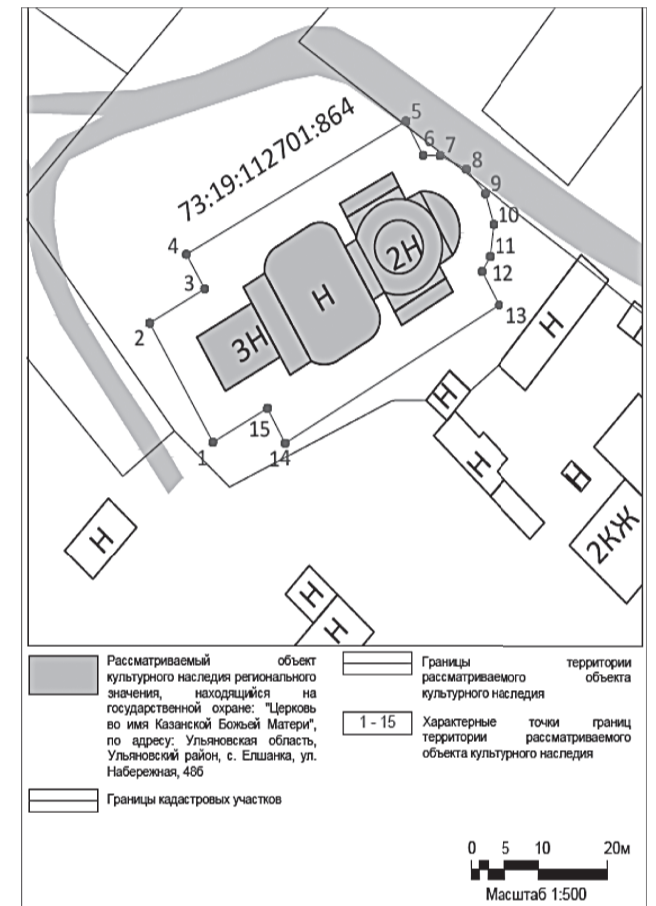 73:19:112701:864
5
6
7
8
9
10
11
12
13
4
3
2
1
15
14
2Н
Н
3Н
Н
Н
Н
Н
2КЖ
Н
Н
Н
Рассматриваемый объект
культурного наследия регионального
значения, находящийся на
государственной охране: "Церковь
во имя Казанской Божьей Матери",
по адресу: Ульяновская область,
Ульяновский район, с. Елшанка, ул.
Набережная, 48б
Границы кадастровых участков
Границы территории
рассматриваемого объекта
культурного наследия
1 - 15
Характерные точки границ
территории рассматриваемого
объекта культурного наследия
0 5 10 20м
Масштаб 1:500